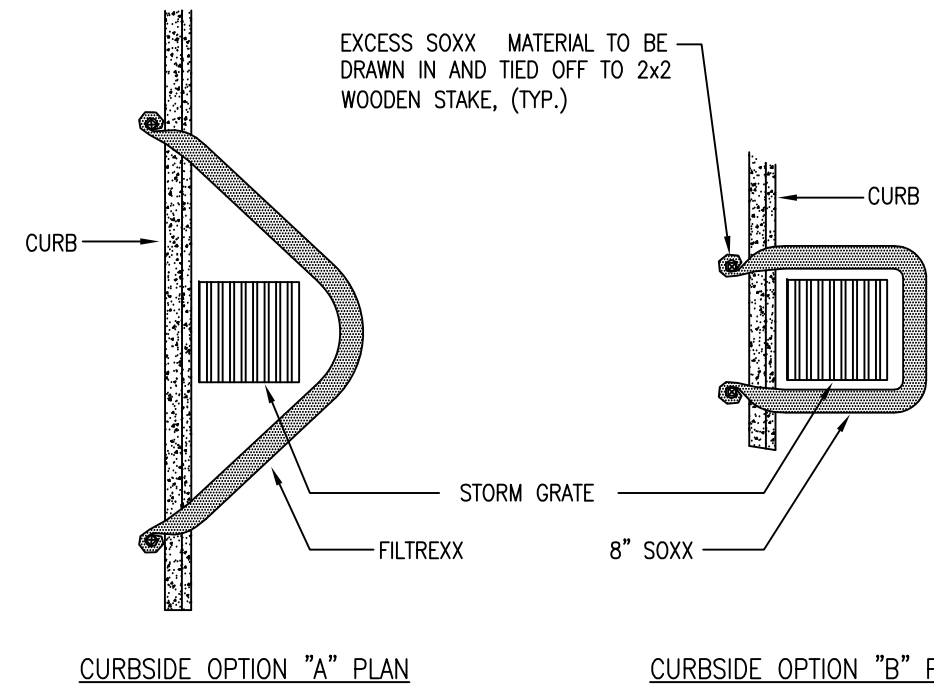 EXCESS SOXX MATERIAL TO BE
DRAWN IN AND TIED OFF TO 2x2
WOODEN STAKE, (TYP.)
CURB
CURB
STORM GRATE
FILTREXX
8" SOXX
CURBSIDE OPTION "A" PLAN
CURBSIDE OPTION "B" P